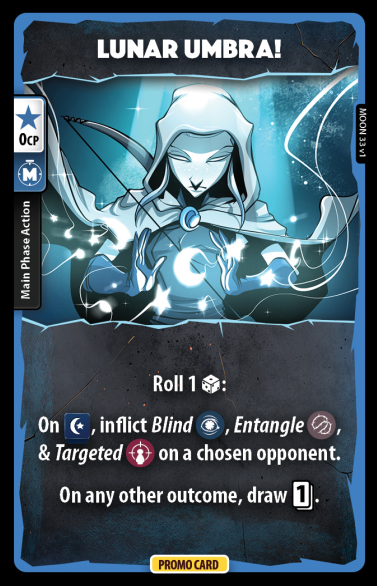 LUNAR UMBRA!
0CP
M
Main Phase Action
MOON 33 v1
Roll 1 :
On , inflict Blind , Entangle ,
& Targeted on a chosen opponent.
On any other outcome, draw 1 .
PROMO CARD